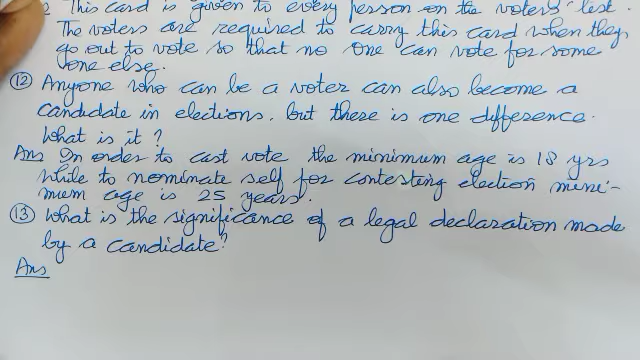 This card is given to every person on the voters' list.
The voters are required to carry this card when they
go out to vote so that no one can vote for some
one else.
(12) Anyone who can be a voter can also become a
candidate in elections. but there is one difference.
What is it?
Ans In order to cast vote the minimum age is 18 yrs
while to nominate self for contesting election mini-
mum age is 25 years.
(13) What is the significance of a legal declaration made
by a candidate?
Ans